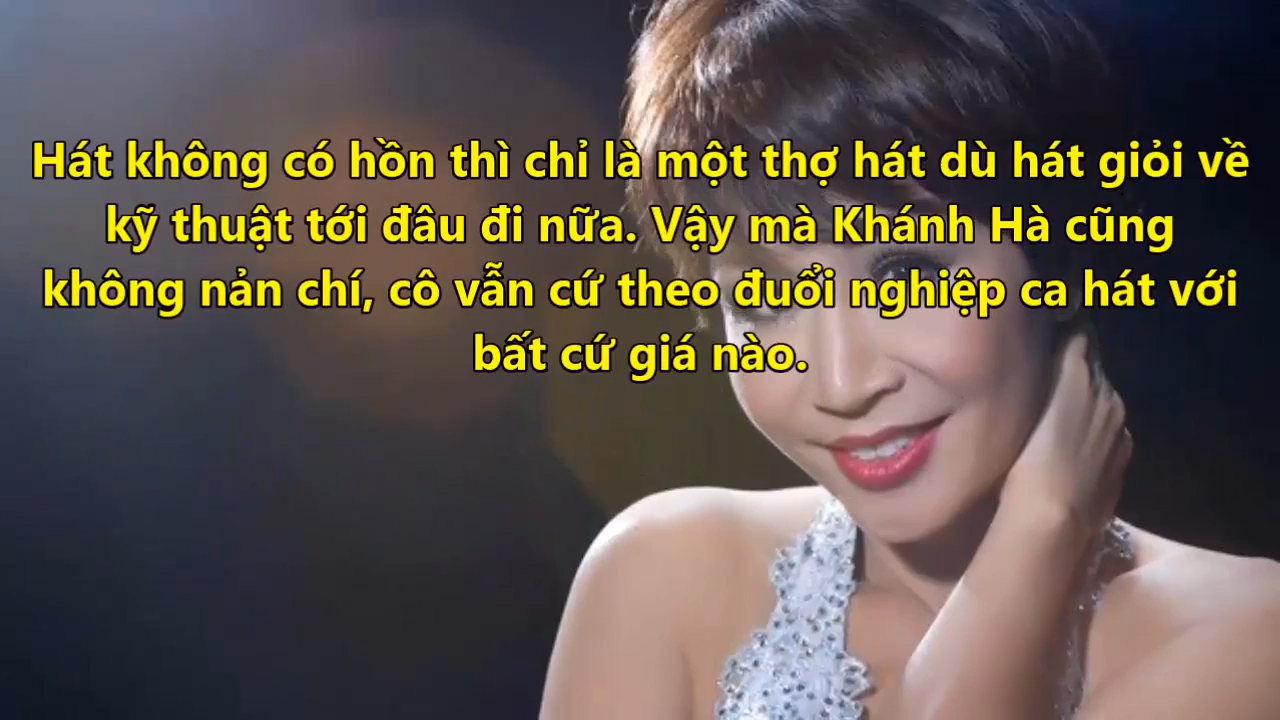 Hát không có hồn thì chỉ là một thợ hát dù hát giỏi về
kỹ thuật tới đâu đi nữa. Vậy mà Khánh Hà cũng
không nản chí, cô vẫn cứ theo đuổi nghiệp ca hát với
bất cứ giá nào.